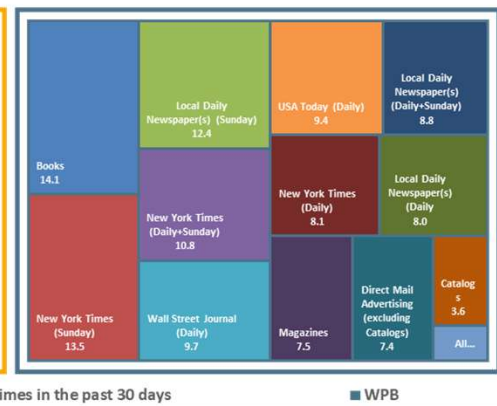 Books
14.1
New York Times
(Sunday)
13.5
Local Daily
Newspaper(s) (Sunday)
12.4
New York Times
(Daily+Sunday)
10.8
Wall Street Journal
(Daily)
9.7
USA Today (Daily)
9.4
Local Daily
Newspaper(s)
(Daily+Sunday)
8.8
New York Times
(Daily)
8.1
Local Daily
Newspaper(s)
(Daily
8.0
Magazines
7.5
Direct Mail
Advertising
(excluding
Catalogs)
7.4
Catalog
s
3.6
All...
imes in the past 30 days
WPB